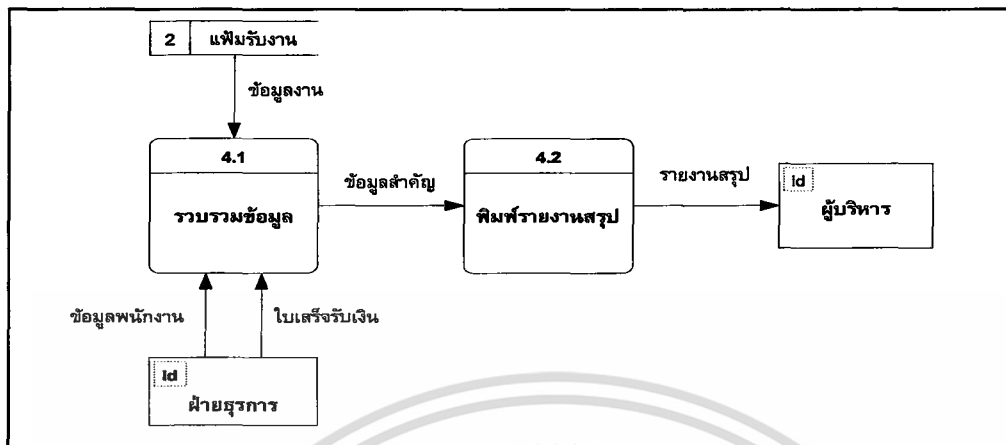 2 แฟ้มรับงาน
ข้อมูลงาน
4.1
รวบรวมข้อมูล
ข้อมูลสำคัญ
4.2
พิมพ์รายงานสรุป
รายงานสรุป
id
ผู้บริหาร
ข้อมูลพนักงาน
ใบเสร็จรับเงิน
id
ฝ่ายธุรการ